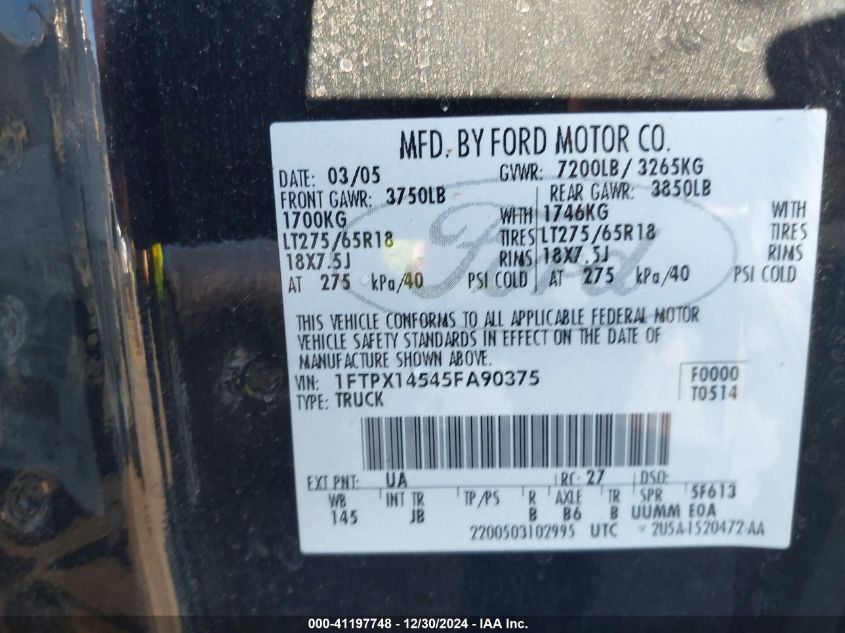 MFD. BY FORD MOTOR CO.
DATE: 03/05 GVWR: 7200LB/ 3265KG
FRONT GAWR: 3750LB REAR GAWR: 3850LB
1700KG WITH 1746KG WITH
LT275/65R18 TIRES LT275/65R18 TIRES
18X7.5J RIMS 18X7.5J RIMS
AT 275 kPa/40 PSI COLD AT 275 kPa/40 PSI COLD
Ford
THIS VEHICLE CONFORMS TO ALL APPLICABLE FEDERAL MOTOR
VEHICLE SAFETY STANDARDS IN EFFECT ON THE DATE OF
MANUFACTURE SHOWN ABOVE.
VIN: 1FTPX14545FA90375 F0000
TYPE: TRUCK T0514
EXT PNT: UA RC: 27 DSO:
WB INT TR TP/PS R AXLE TR SPR 5F613
145 JB B B6 B UUMM E0A
2200503102995 UTC 2U5A-1520472-AA
000-41197748 - 12/30/2024 - IAA Inc.